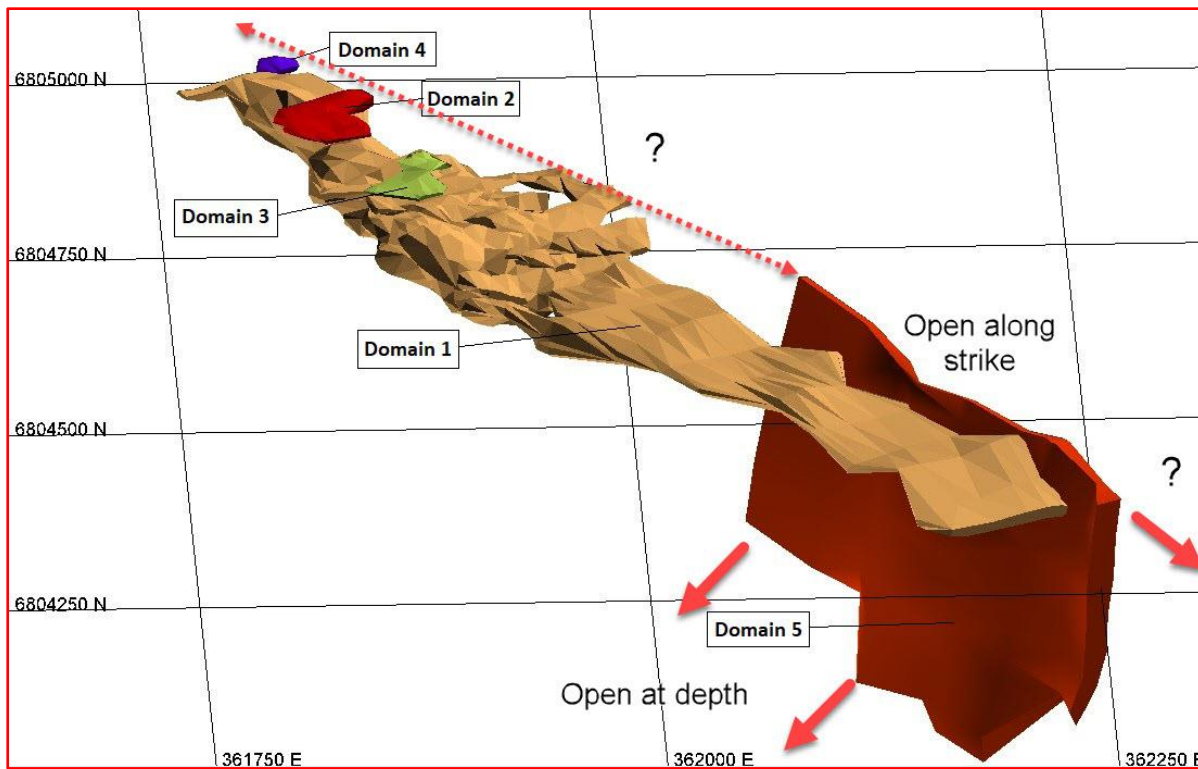 Domain 4
6805000 N
Domain 2
?
Domain 3
6804750 N
Open along
strike
Domain 1
6804500 N
?
6804250 N
Domain 5
Open at depth
361750 E
362000 E
362250 E